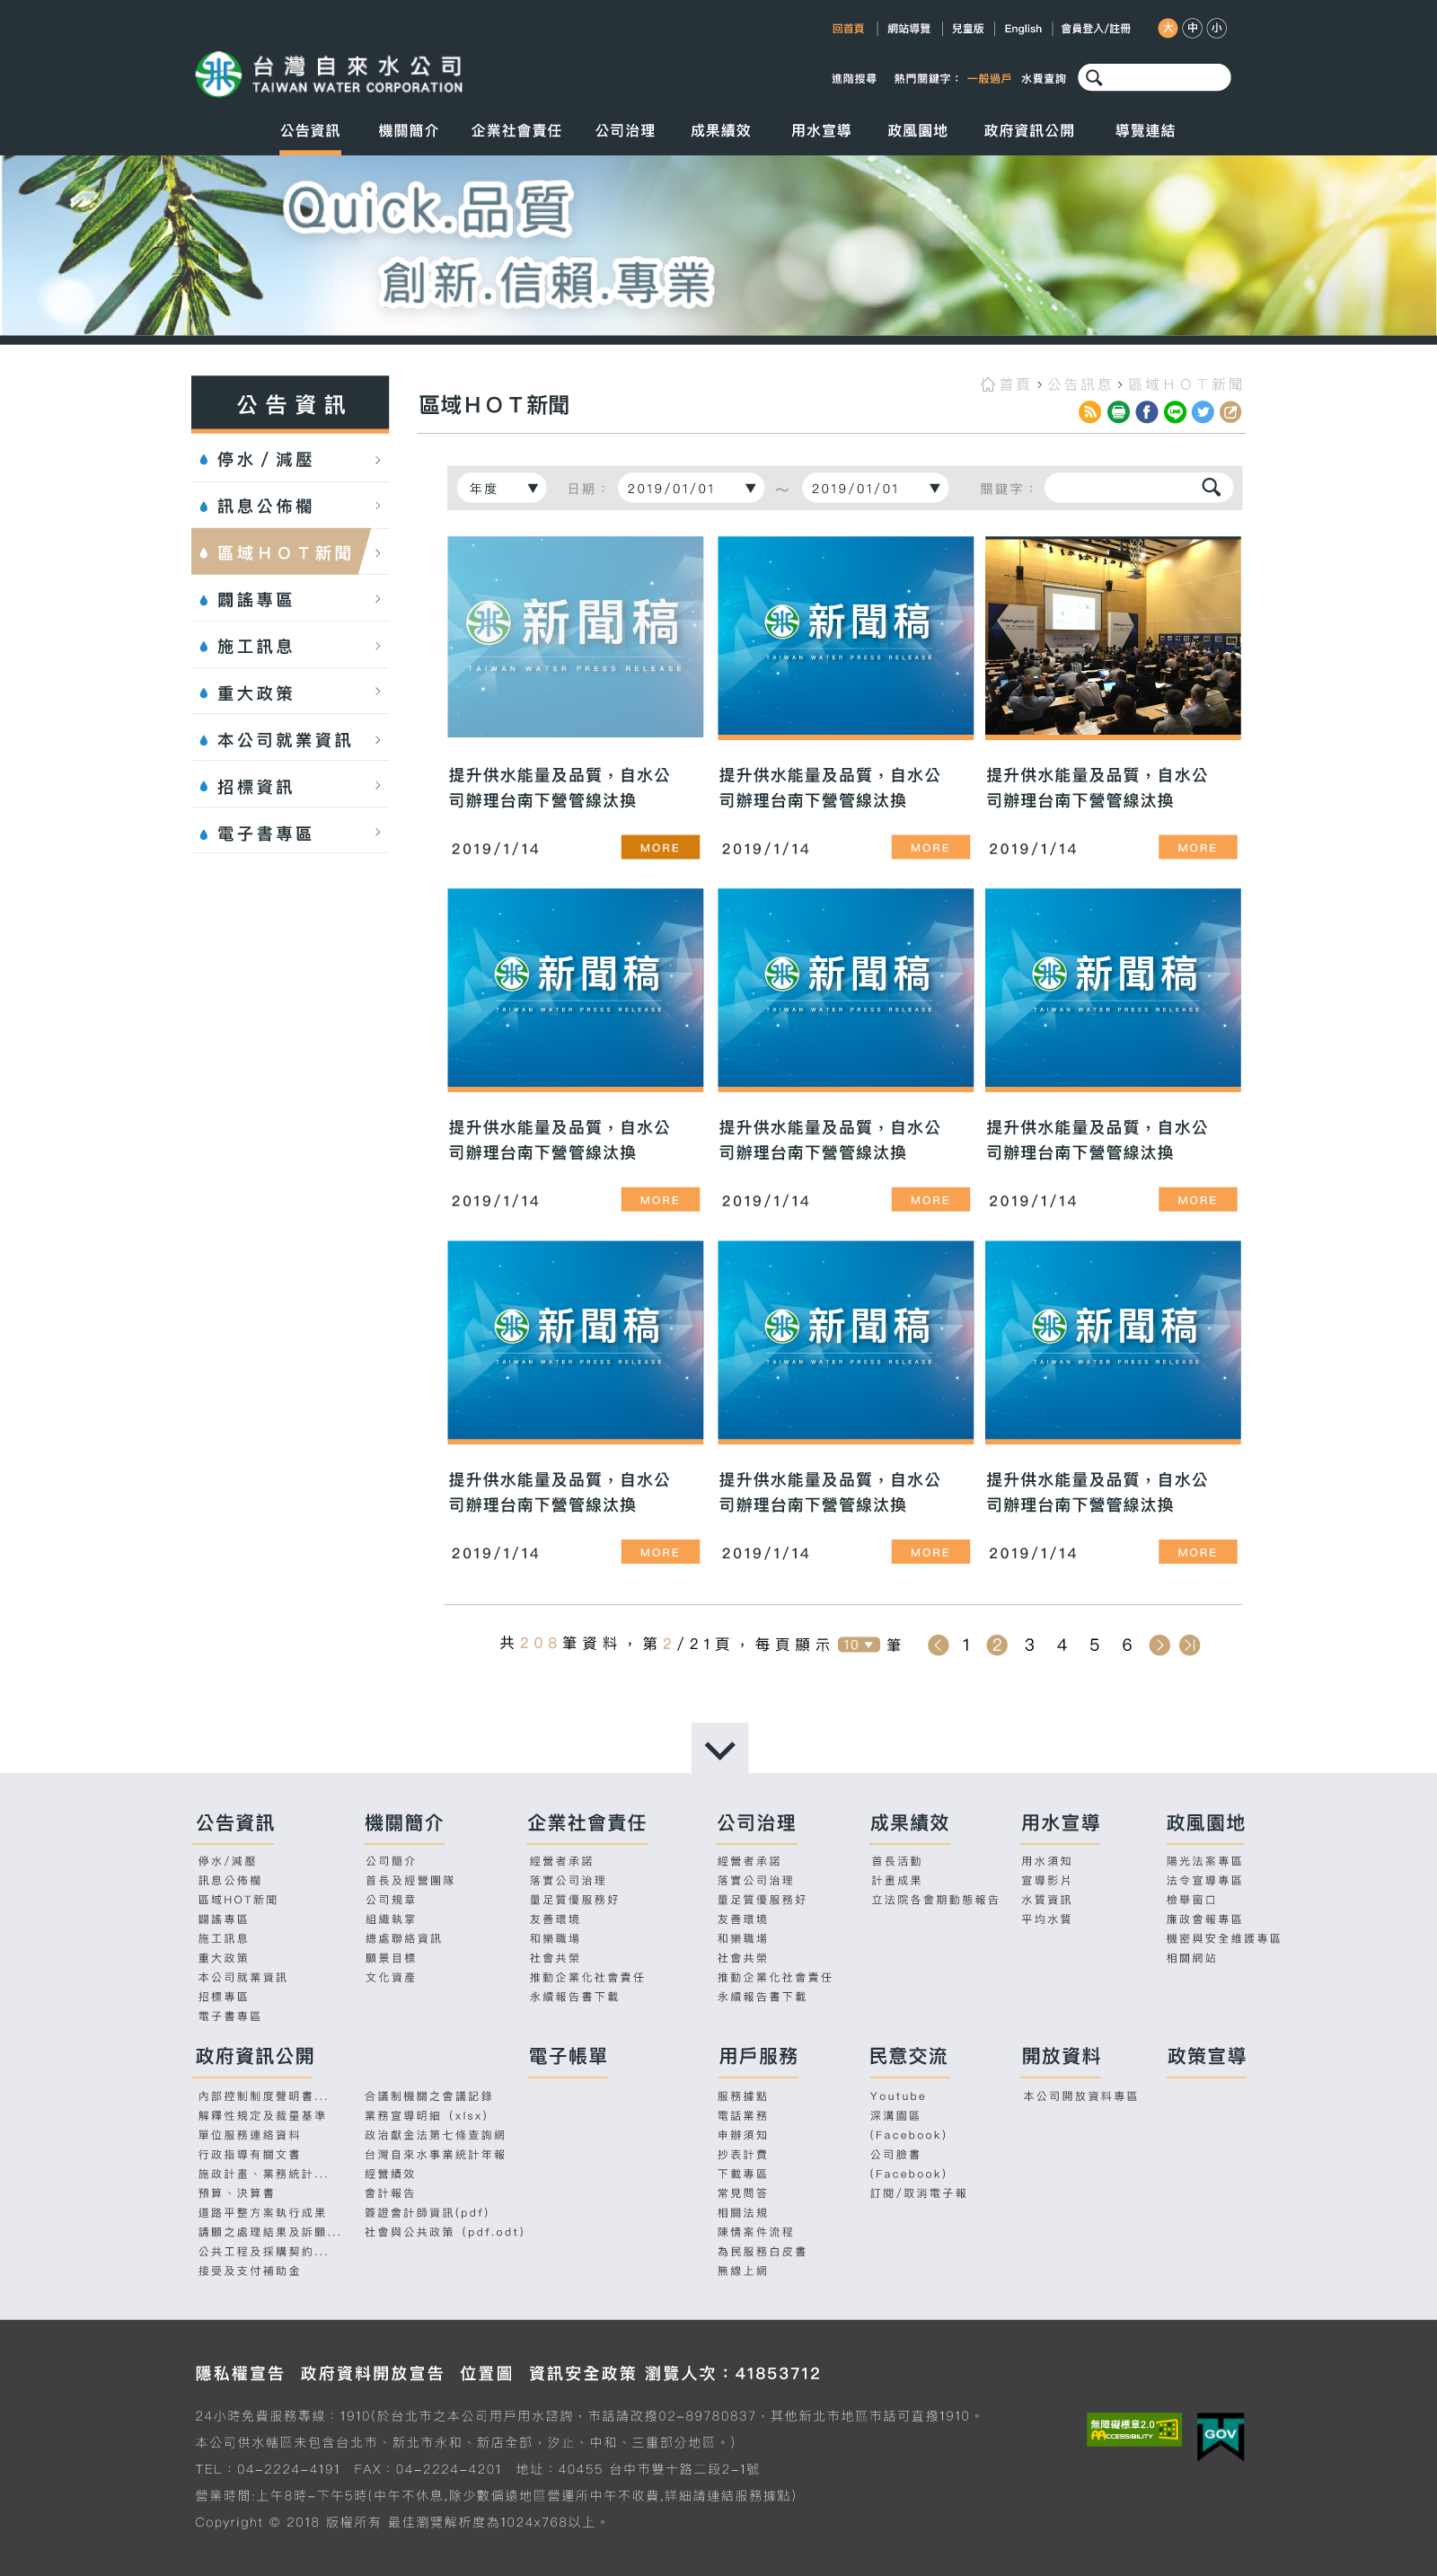 回首頁 網站導覽 兒童版 English 會員登入/註冊 大 中 小
台灣自來水公司
TAIWAN WATER CORPORATION
進階搜尋 熱門關鍵字： 一般過戶 水費查詢
公告資訊 機關簡介 企業社會責任 公司治理 成果績效 用水宣導 政風園地 政府資訊公開 導覽連結
Quick.品質
創新.信賴.專業
公告資訊
停水／減壓
訊息公佈欄
區域ＨＯＴ新聞
闢謠專區
施工訊息
重大政策
本公司就業資訊
招標資訊
電子書專區
首頁 > 公告訊息 > 區域ＨＯＴ新聞
區域ＨＯＴ新聞
年度 ▼ 日期： 2019/01/01 ▼ ～ 2019/01/01 ▼ 關鍵字：
新聞稿
TAIWAN WATER PRESS RELEASE
新聞稿
TAIWAN WATER PRESS RELEASE
提升供水能量及品質，自水公
司辦理台南下營管線汰換
2019/1/14 MORE
提升供水能量及品質，自水公
司辦理台南下營管線汰換
2019/1/14 MORE
提升供水能量及品質，自水公
司辦理台南下營管線汰換
2019/1/14 MORE
新聞稿
TAIWAN WATER PRESS RELEASE
新聞稿
TAIWAN WATER PRESS RELEASE
新聞稿
TAIWAN WATER PRESS RELEASE
提升供水能量及品質，自水公
司辦理台南下營管線汰換
2019/1/14 MORE
提升供水能量及品質，自水公
司辦理台南下營管線汰換
2019/1/14 MORE
提升供水能量及品質，自水公
司辦理台南下營管線汰換
2019/1/14 MORE
新聞稿
TAIWAN WATER PRESS RELEASE
新聞稿
TAIWAN WATER PRESS RELEASE
新聞稿
TAIWAN WATER PRESS RELEASE
提升供水能量及品質，自水公
司辦理台南下營管線汰換
2019/1/14 MORE
提升供水能量及品質，自水公
司辦理台南下營管線汰換
2019/1/14 MORE
提升供水能量及品質，自水公
司辦理台南下營管線汰換
2019/1/14 MORE
共208筆資料，第2/21頁，每頁顯示 10 ▼ 筆 1 2 3 4 5 6
公告資訊
停水/減壓
訊息公佈欄
區域HOT新聞
闢謠專區
施工訊息
重大政策
本公司就業資訊
招標專區
電子書專區
機關簡介
公司簡介
首長及經營團隊
公司規章
組織執掌
總處聯絡資訊
願景目標
文化資產
企業社會責任
經營者承諾
落實公司治理
量足質優服務好
友善環境
和樂職場
社會共榮
推動企業化社會責任
永續報告書下載
公司治理
經營者承諾
落實公司治理
量足質優服務好
友善環境
和樂職場
社會共榮
推動企業化社會責任
永續報告書下載
成果績效
首長活動
計畫成果
立法院各會期動態報告
用水宣導
用水須知
宣導影片
水質資訊
平均水質
政風園地
陽光法案專區
法令宣導專區
檢舉窗口
廉政會報專區
機密與安全維護專區
相關網站
政府資訊公開
內部控制制度聲明書...
解釋性規定及裁量基準
單位服務連絡資料
行政指導有關文書
施政計畫、業務統計...
預算、決算書
道路平整方案執行成果
請願之處理結果及訴願...
公共工程及採購契約...
接受及支付補助金
合議制機關之會議記錄
業務宣導明細 (xlsx)
政治獻金法第七條查詢網
台灣自來水事業統計年報
經營績效
會計報告
簽證會計師資訊(pdf)
社會與公共政策 (pdf.odt)
電子帳單
用戶服務
服務據點
電話業務
申辦須知
抄表計費
下載專區
常見問答
相關法規
陳情案件流程
為民服務白皮書
無線上網
民意交流
Youtube
深溝園區
(Facebook)
公司臉書
(Facebook)
訂閱/取消電子報
開放資料
本公司開放資料專區
政策宣導
隱私權宣告 政府資料開放宣告 位置圖 資訊安全政策 瀏覽人次：41853712
24小時免費服務專線：1910(於台北市之本公司用戶用水諮詢，市話請改撥02-89780837，其他新北市地區市話可直撥1910。
本公司供水轄區未包含台北市、新北市永和、新店全部，汐止、中和、三重部分地區。)
TEL：04-2224-4191 FAX：04-2224-4201 地址：40455 台中市雙十路二段2-1號
營業時間:上午8時-下午5時(中午不休息,除少數偏遠地區營運所中午不收費,詳細請連結服務據點)
Copyright © 2018 版權所有 最佳瀏覽解析度為1024x768以上。
無障礙標章2.0
AACCESSIBILITY
GOV